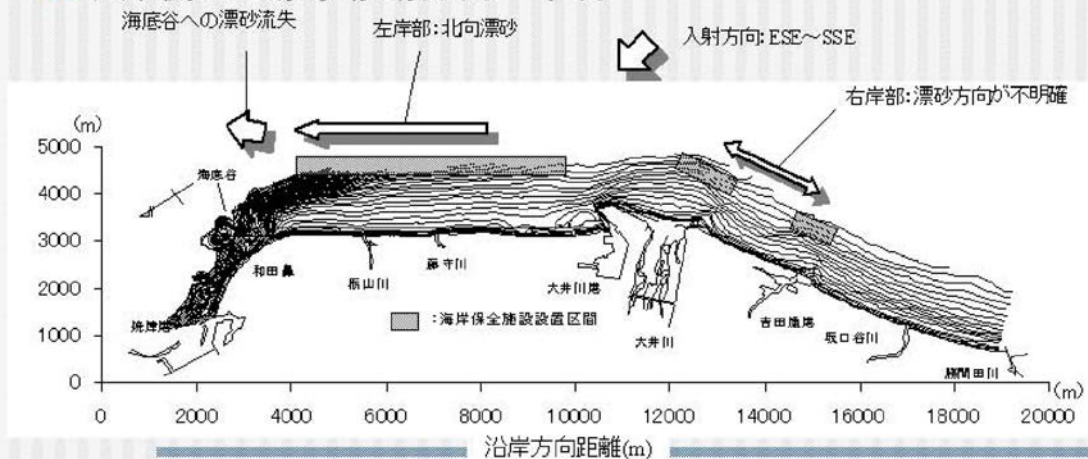 海底谷への漂砂流失
左岸部:北向漂砂
入射方向:ESE～SSE
右岸部:漂砂方向が不明確
(m)
5000
4000
3000
2000
1000
0
海底谷
和田鼻
栃山川
藤守川
大井川港
大井川
吉田漁港
坂口谷川
勝間田川
焼津港
:海岸保全施設設置区間
0 2000 4000 6000 8000 10000 12000 14000 16000 18000 20000
(m)
沿岸方向距離(m)